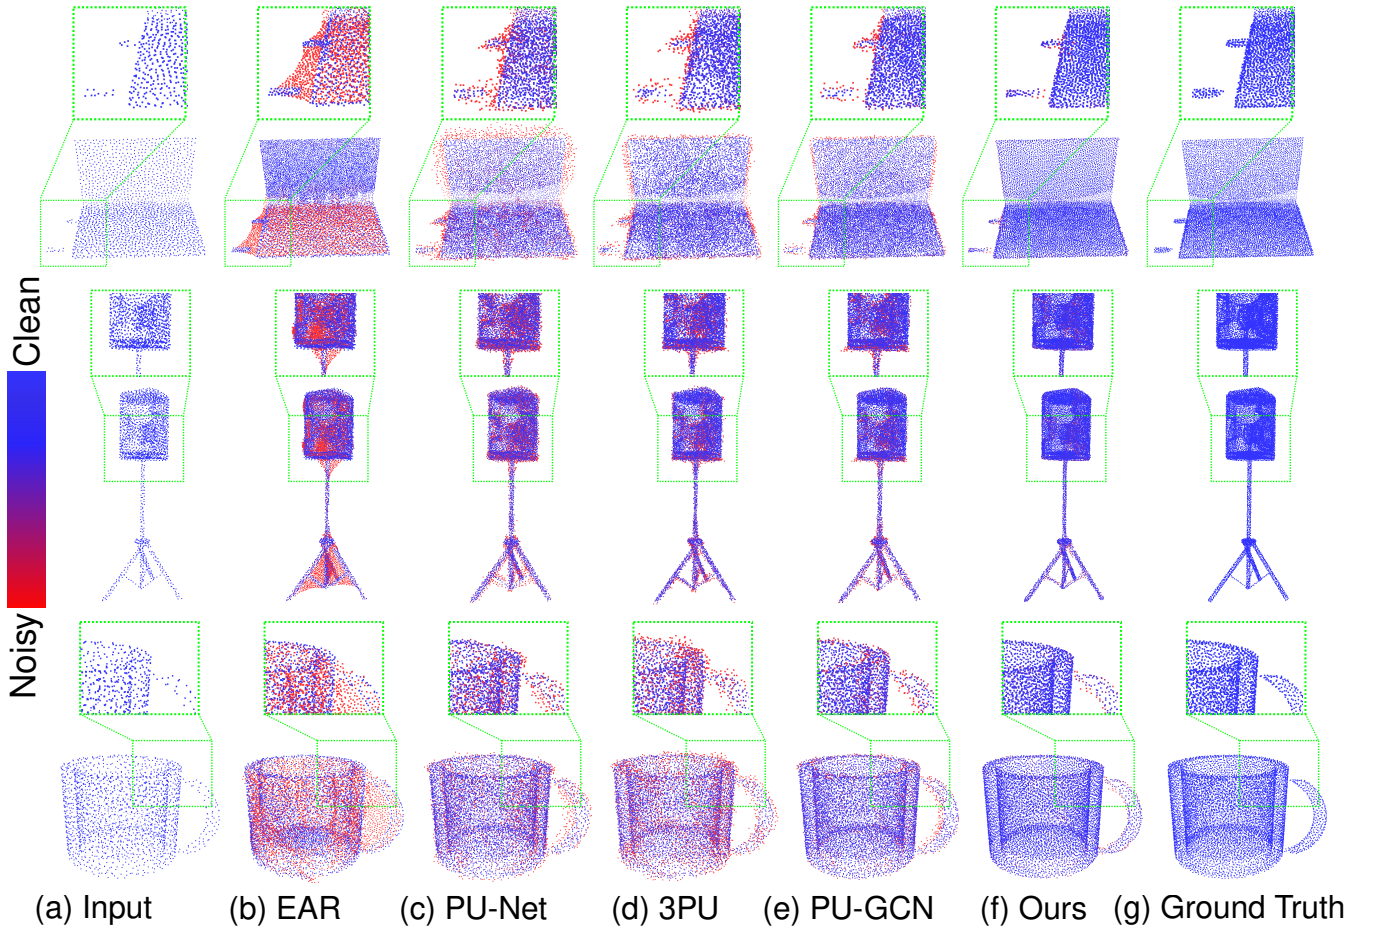 Clean
Noisy
(a) Input
(b) EAR
(c) PU-Net
(d) 3PU
(e) PU-GCN
(f) Ours
(g) Ground Truth